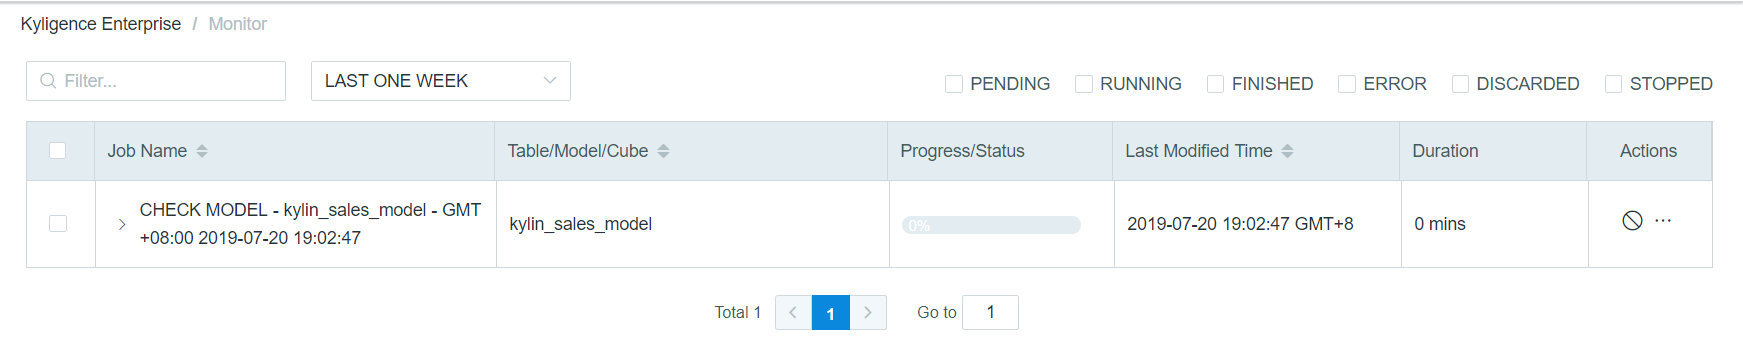 Kyligence Enterprise / Monitor
Filter... LAST ONE WEEK PENDING RUNNING FINISHED ERROR DISCARDED STOPPED
Job Name Table/Model/Cube Progress/Status Last Modified Time Duration Actions
CHECK MODEL - kylin_sales_model - GMT
+08:00 2019-07-20 19:02:47
kylin_sales_model 0% 2019-07-20 19:02:47 GMT+8 0 mins ...
Total 1 < 1 > Go to 1